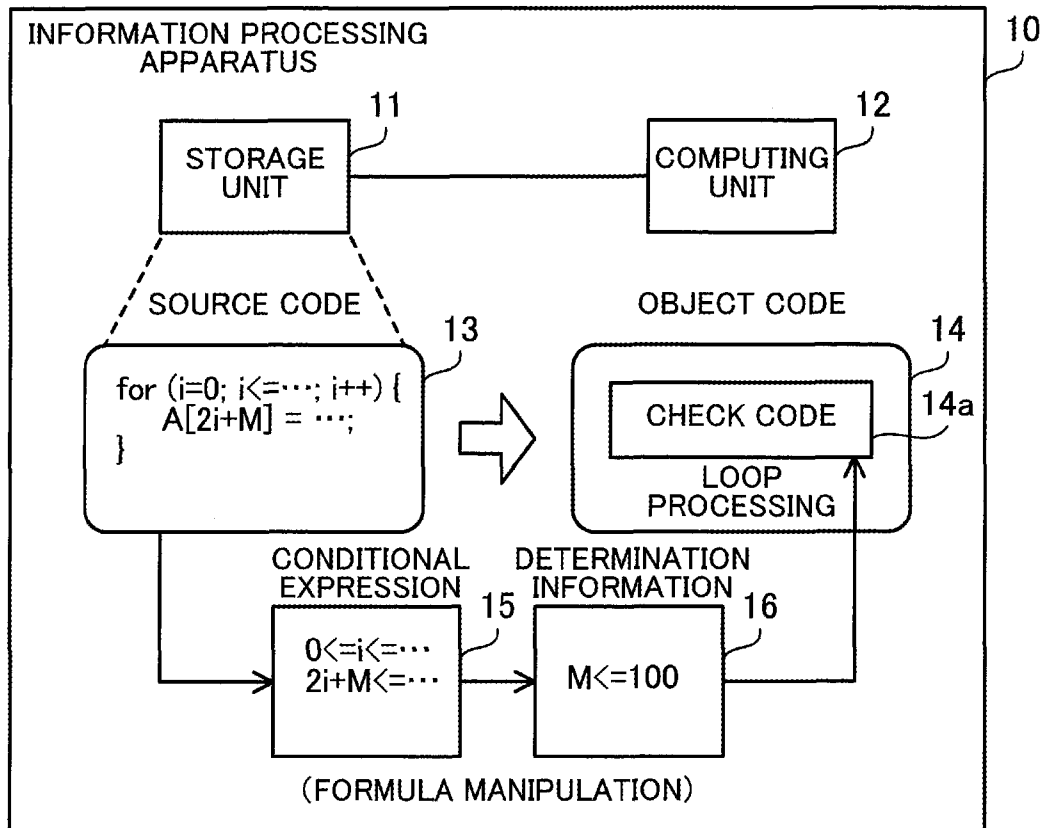 INFORMATION PROCESSING
APPARATUS
10
11
12
STORAGE
UNIT
COMPUTING
UNIT
SOURCE CODE
OBJECT CODE
13
14
for (i=0; i<=⋯; i++) {
A[2i+M] = ⋯;
}
CHECK CODE
14a
LOOP
PROCESSING
CONDITIONAL
EXPRESSION
DETERMINATION
INFORMATION
15
16
0<=i<=⋯
2i+M<=⋯
M<=100
(FORMULA MANIPULATION)